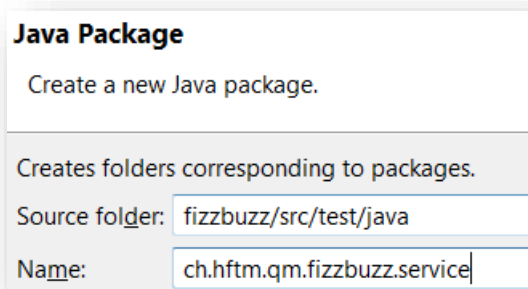 Java Package
Create a new Java package.
Creates folders corresponding to packages.
Source folder: fizzbuzz/src/test/java
Name: ch.hftm.qm.fizzbuzz.service